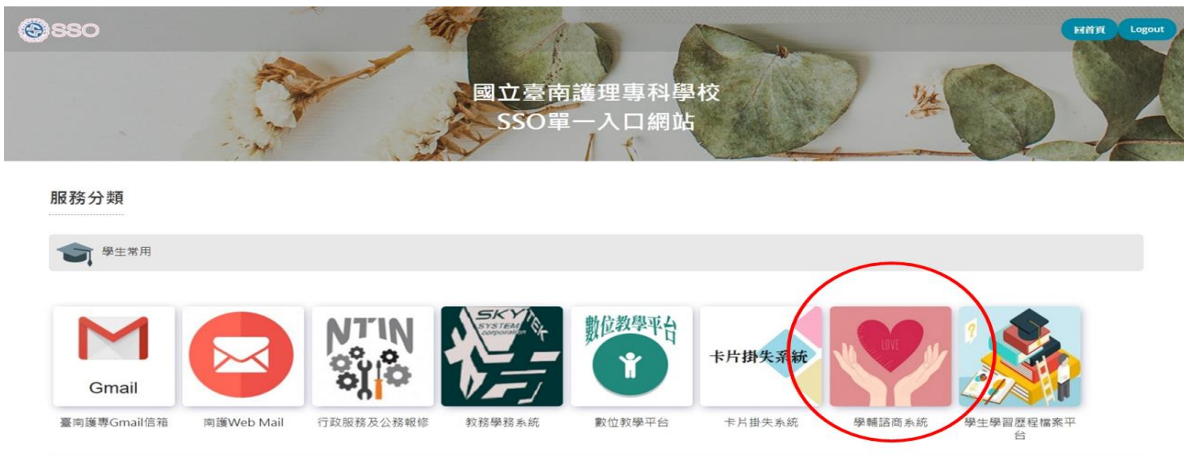 SSO
回首頁
Logout
國立臺南護理專科學校
SSO單一入口網站
服務分類
學生常用
Gmail
NTIN
SKYTEK
SYSTEM
corporation
數位教學平台
卡片掛失系統
LOVE
臺南護專Gmail信箱
南護Web Mail
行政服務及公務報修
教務學務系統
數位教學平台
卡片掛失系統
學輔諮商系統
學生學習歷程檔案平
台